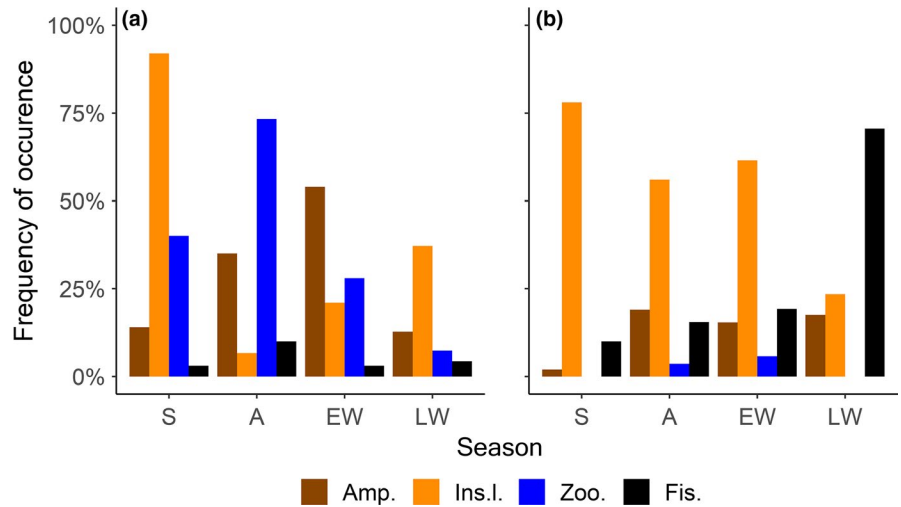 (a) (b)
100%
75%
50%
25%
0%
Frequency of occurence
S A EW LW S A EW LW
Season
Amp. Ins.l. Zoo. Fis.